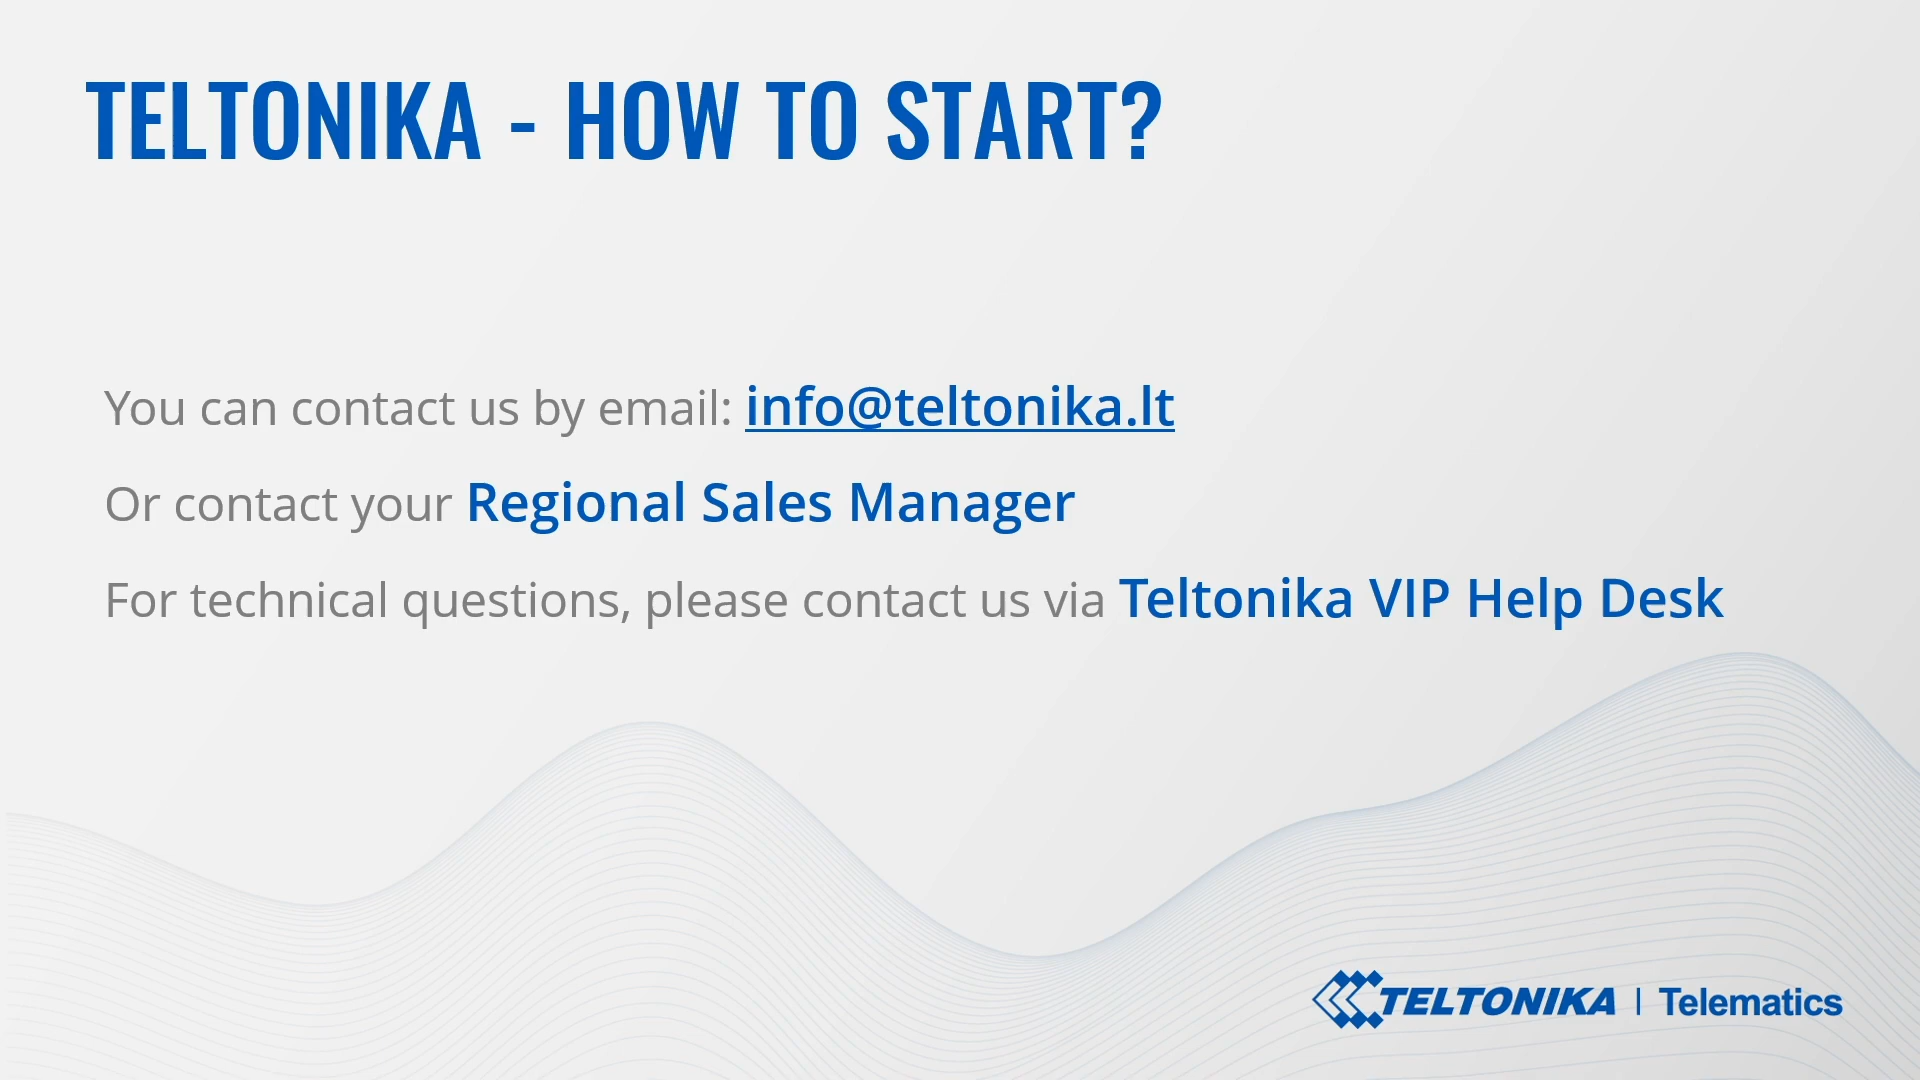 TELTONIKA - HOW TO START?
You can contact us by email: info@teltonika.lt
Or contact your Regional Sales Manager
For technical questions, please contact us via Teltonika VIP Help Desk
TELTONIKA | Telematics